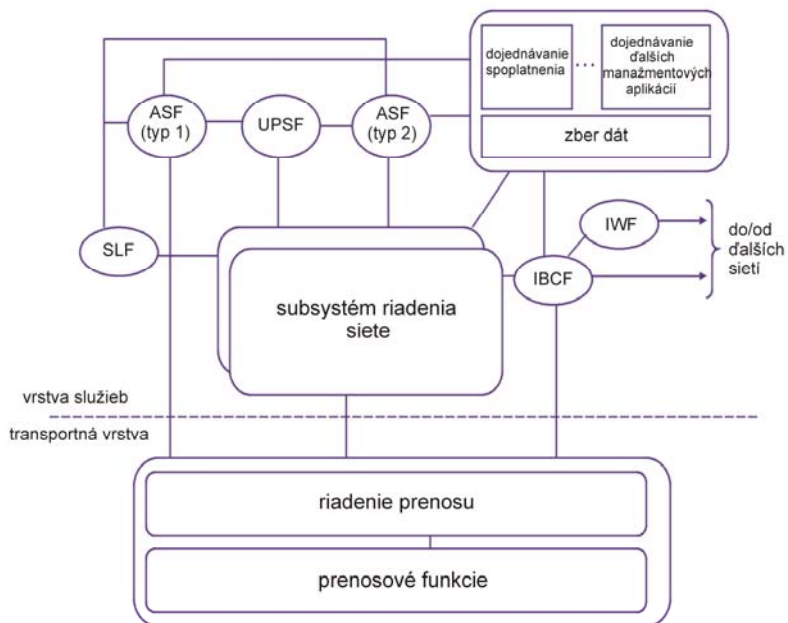 dojednávanie
spoplatnenia
...
dojednávanie
ďalších
manažmentových
aplikácií
zber dát
ASF
(typ 1)
UPSF
ASF
(typ 2)
SLF
IWF
IBCF
do/od
ďalších
sietí
subsystém riadenia
siete
vrstva služieb
transportná vrstva
riadenie prenosu
prenosové funkcie